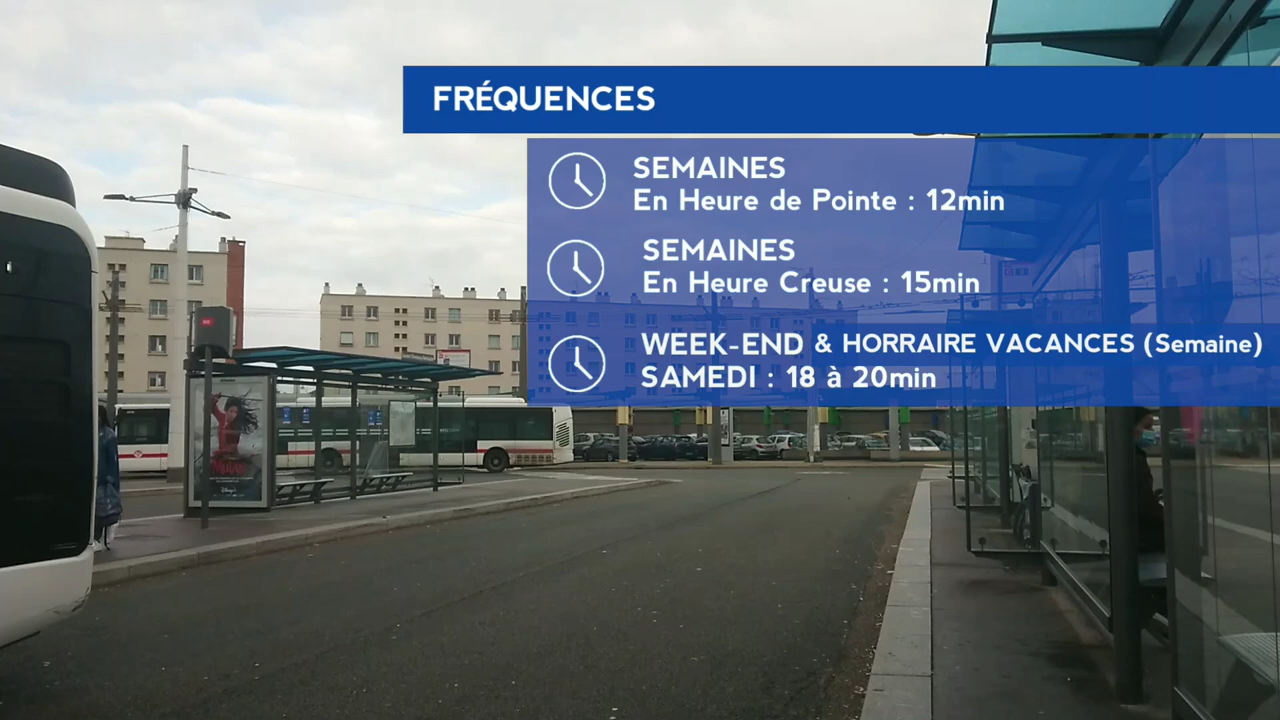 FRÉQUENCES
SEMAINES
En Heure de Pointe : 12min
SEMAINES
En Heure Creuse : 15min
WEEK-END & HORRAIRE VACANCES (Semaine)
SAMEDI : 18 à 20min